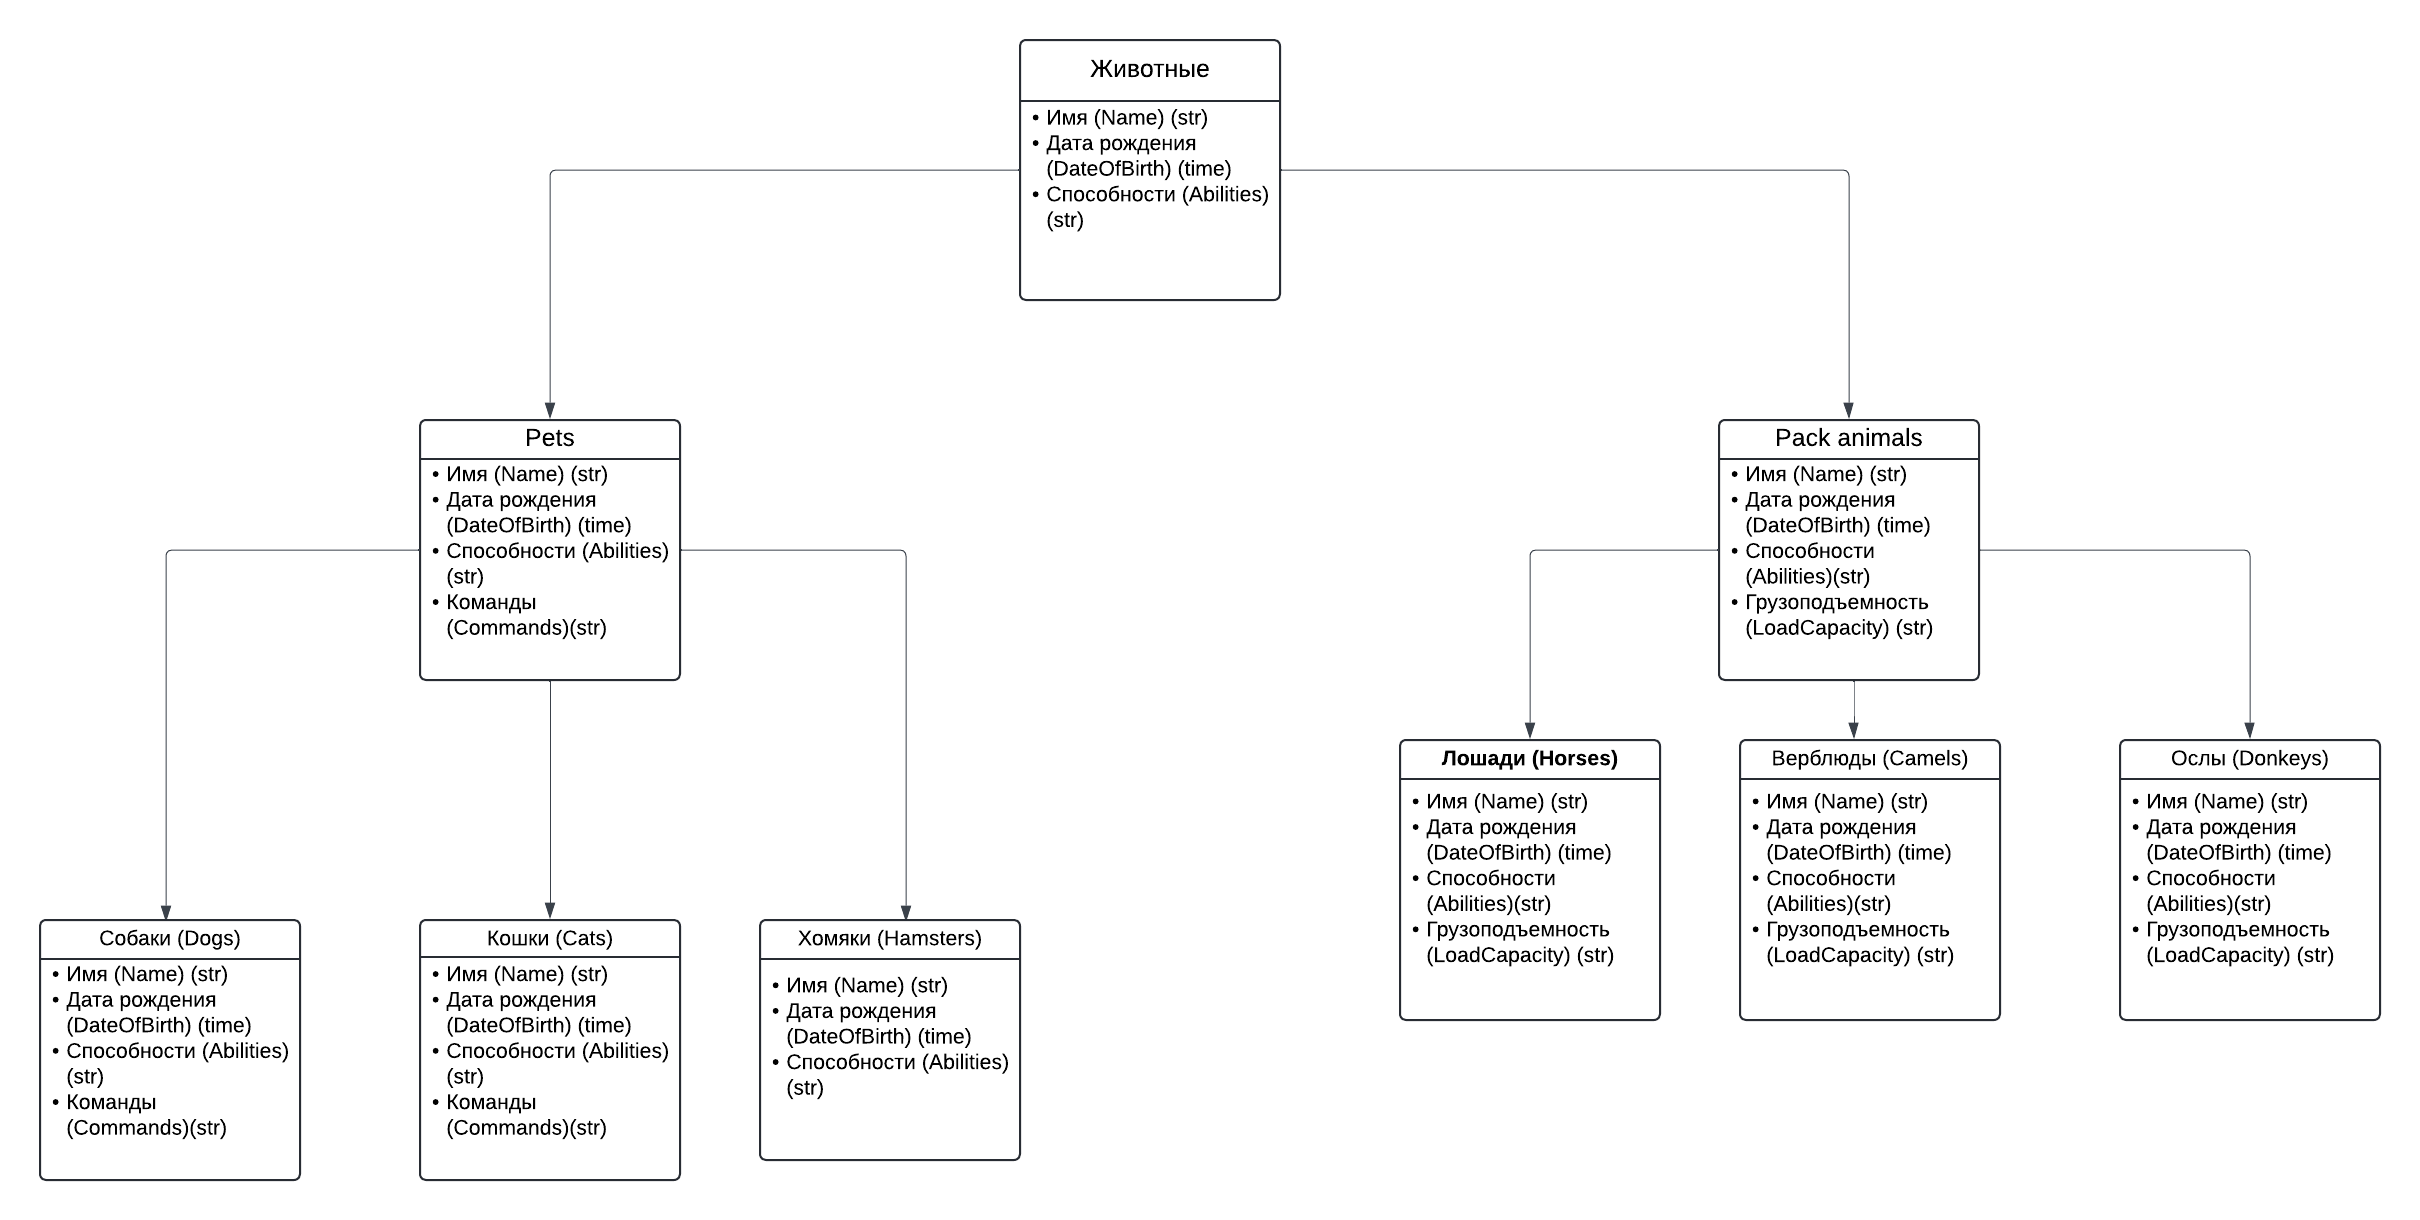 Животные
• Имя (Name) (str)
• Дата рождения
(DateOfBirth) (time)
• Способности (Abilities)
(str)
Pets
• Имя (Name) (str)
• Дата рождения
(DateOfBirth) (time)
• Способности (Abilities)
(str)
• Команды
(Commands)(str)
Pack animals
• Имя (Name) (str)
• Дата рождения
(DateOfBirth) (time)
• Способности
(Abilities)(str)
• Грузоподъемность
(LoadCapacity) (str)
Собаки (Dogs)
• Имя (Name) (str)
• Дата рождения
(DateOfBirth) (time)
• Способности (Abilities)
(str)
• Команды
(Commands)(str)
Кошки (Cats)
• Имя (Name) (str)
• Дата рождения
(DateOfBirth) (time)
• Способности (Abilities)
(str)
• Команды
(Commands)(str)
Хомяки (Hamsters)
• Имя (Name) (str)
• Дата рождения
(DateOfBirth) (time)
• Способности (Abilities)
(str)
Лошади (Horses)
• Имя (Name) (str)
• Дата рождения
(DateOfBirth) (time)
• Способности
(Abilities)(str)
• Грузоподъемность
(LoadCapacity) (str)
Верблюды (Camels)
• Имя (Name) (str)
• Дата рождения
(DateOfBirth) (time)
• Способности
(Abilities)(str)
• Грузоподъемность
(LoadCapacity) (str)
Ослы (Donkeys)
• Имя (Name) (str)
• Дата рождения
(DateOfBirth) (time)
• Способности
(Abilities)(str)
• Грузоподъемность
(LoadCapacity) (str)